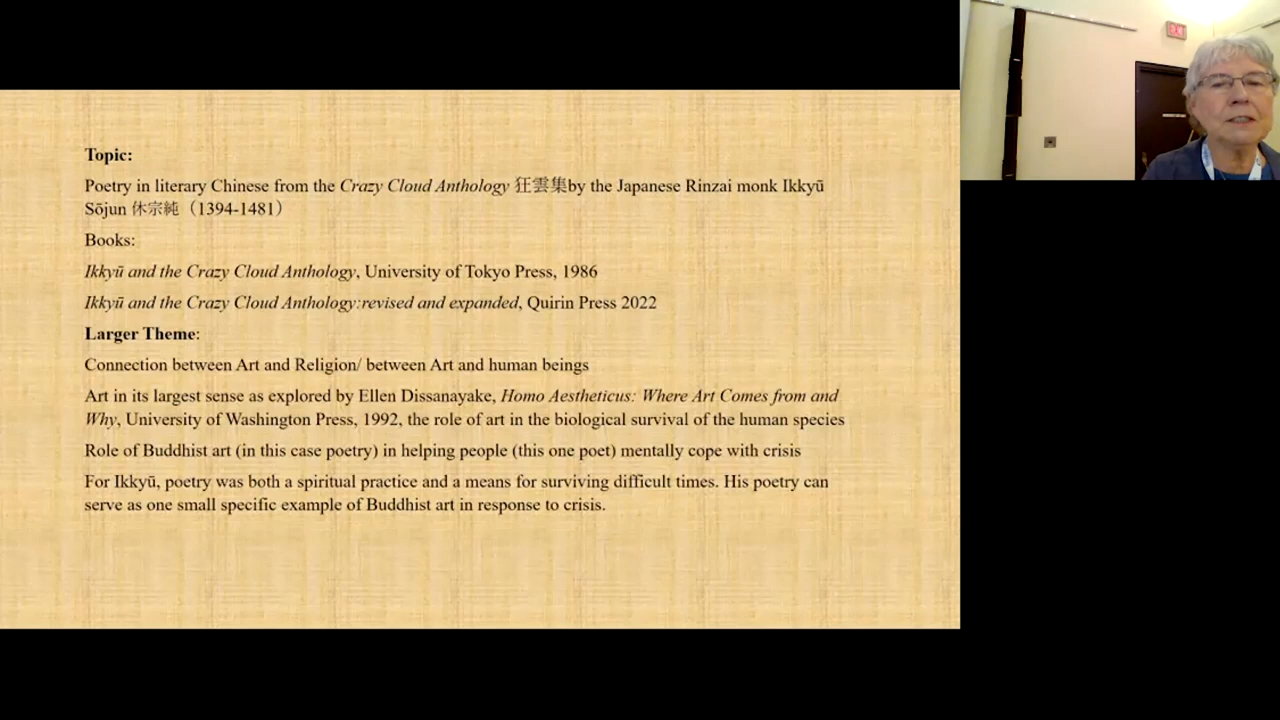 Topic:
Poetry in literary Chinese from the Crazy Cloud Anthology 狂雲集by the Japanese Rinzai monk Ikkyū
Sōjun 休宗純（1394-1481）
Books:
Ikkyū and the Crazy Cloud Anthology, University of Tokyo Press, 1986
Ikkyū and the Crazy Cloud Anthology:revised and expanded, Quirin Press 2022
Larger Theme:
Connection between Art and Religion/ between Art and human beings
Art in its largest sense as explored by Ellen Dissanayake, Homo Aestheticus: Where Art Comes from and
Why, University of Washington Press, 1992, the role of art in the biological survival of the human species
Role of Buddhist art (in this case poetry) in helping people (this one poet) mentally cope with crisis
For Ikkyū, poetry was both a spiritual practice and a means for surviving difficult times. His poetry can
serve as one small specific example of Buddhist art in response to crisis.